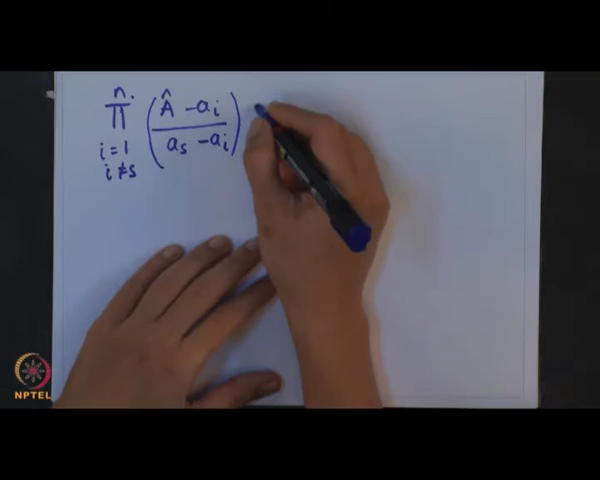 n.
∏ (Â - aᵢ)
i = 1 (aₛ - aᵢ)
i ≠ s
NPTEL